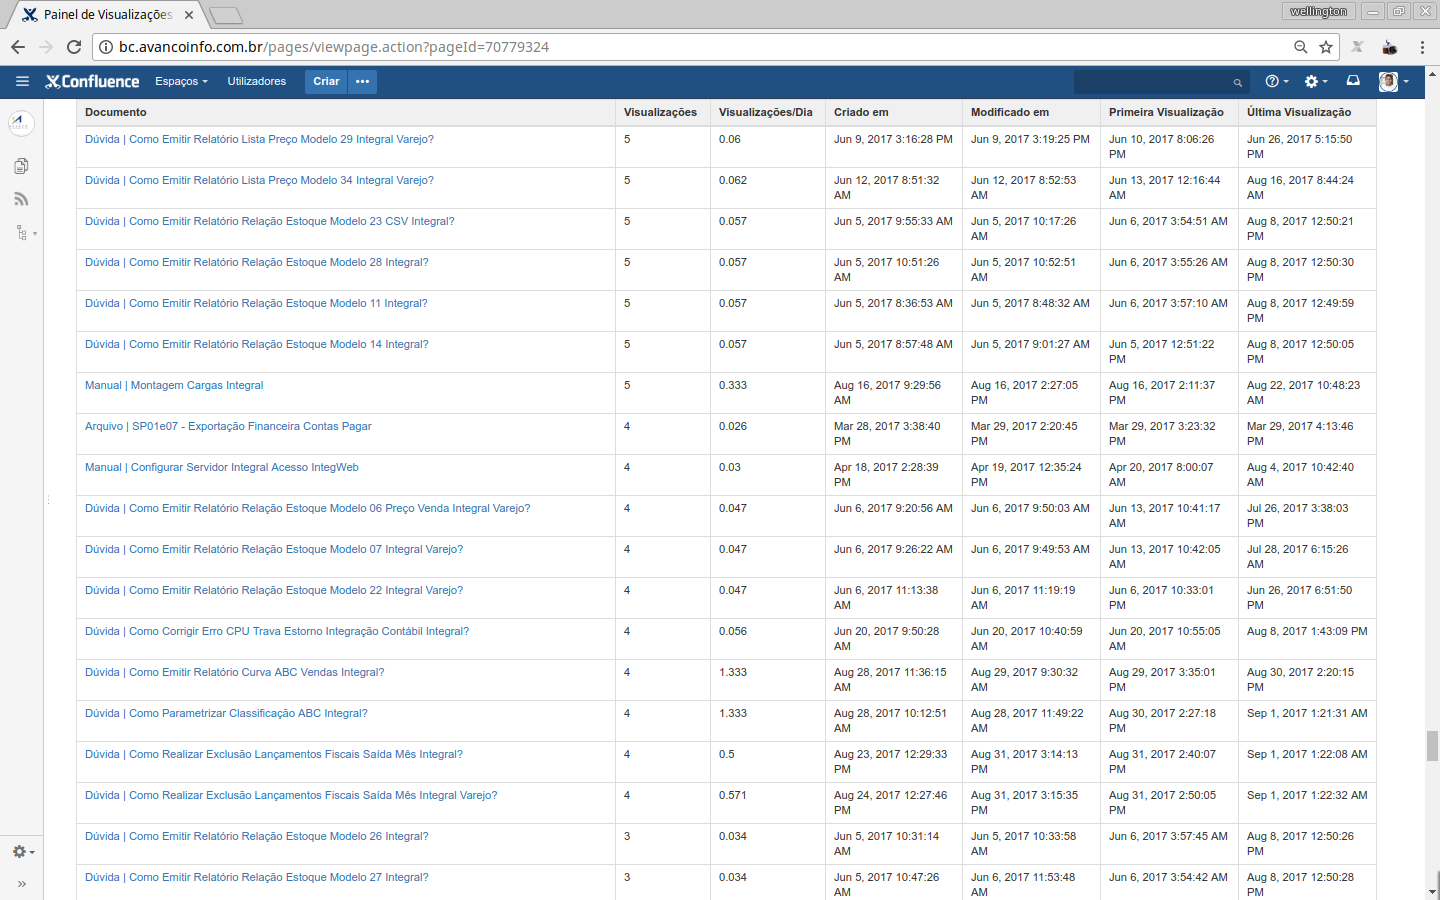 Painel de Visualizações
wellington
bc.avancoinfo.com.br/pages/viewpage.action?pageId=70779324
Confluence Espaços Utilizadores Criar •••
Documento Visualizações Visualizações/Dia Criado em Modificado em Primeira Visualização Última Visualização
Dúvida | Como Emitir Relatório Lista Preço Modelo 29 Integral Varejo? 5 0.06 Jun 9, 2017 3:16:28 PM Jun 9, 2017 3:19:25 PM Jun 10, 2017 8:06:26 Jun 26, 2017 5:15:50
PM PM
Dúvida | Como Emitir Relatório Lista Preço Modelo 34 Integral Varejo? 5 0.062 Jun 12, 2017 8:51:32 Jun 12, 2017 8:52:53 Jun 13, 2017 12:16:44 Aug 16, 2017 8:44:24
AM AM AM AM
Dúvida | Como Emitir Relatório Relação Estoque Modelo 23 CSV Integral? 5 0.057 Jun 5, 2017 9:55:33 AM Jun 5, 2017 10:17:26 Jun 6, 2017 3:54:51 AM Aug 8, 2017 12:50:21
AM PM
Dúvida | Como Emitir Relatório Relação Estoque Modelo 28 Integral? 5 0.057 Jun 5, 2017 10:51:26 Jun 5, 2017 10:52:51 Jun 6, 2017 3:55:26 AM Aug 8, 2017 12:50:30
AM AM PM
Dúvida | Como Emitir Relatório Relação Estoque Modelo 11 Integral? 5 0.057 Jun 5, 2017 8:36:53 AM Jun 5, 2017 8:48:32 AM Jun 6, 2017 3:57:10 AM Aug 8, 2017 12:49:59
PM
Dúvida | Como Emitir Relatório Relação Estoque Modelo 14 Integral? 5 0.057 Jun 5, 2017 8:57:48 AM Jun 5, 2017 9:01:27 AM Jun 5, 2017 12:51:22 Aug 8, 2017 12:50:05
PM PM
Manual | Montagem Cargas Integral 5 0.333 Aug 16, 2017 9:29:56 Aug 16, 2017 2:27:05 Aug 16, 2017 2:11:37 Aug 22, 2017 10:48:23
AM PM PM AM
Arquivo | SP01e07 - Exportação Financeira Contas Pagar 4 0.026 Mar 28, 2017 3:38:40 Mar 29, 2017 2:20:45 Mar 29, 2017 3:23:32 Mar 29, 2017 4:13:46
PM PM PM PM
Manual | Configurar Servidor Integral Acesso IntegWeb 4 0.03 Apr 18, 2017 2:28:39 Apr 19, 2017 12:35:24 Apr 20, 2017 8:00:07 Aug 4, 2017 10:42:40
PM PM AM AM
Dúvida | Como Emitir Relatório Relação Estoque Modelo 06 Preço Venda Integral Varejo? 4 0.047 Jun 6, 2017 9:20:56 AM Jun 6, 2017 9:50:03 AM Jun 13, 2017 10:41:17 Jul 26, 2017 3:38:03
AM PM
Dúvida | Como Emitir Relatório Relação Estoque Modelo 07 Integral Varejo? 4 0.047 Jun 6, 2017 9:26:22 AM Jun 6, 2017 9:49:53 AM Jun 13, 2017 10:42:05 Jul 28, 2017 6:15:26
AM AM
Dúvida | Como Emitir Relatório Relação Estoque Modelo 22 Integral Varejo? 4 0.047 Jun 6, 2017 11:13:38 Jun 6, 2017 11:19:19 Jun 6, 2017 10:33:01 Jun 26, 2017 6:51:50
AM AM PM PM
Dúvida | Como Corrigir Erro CPU Trava Estorno Integração Contábil Integral? 4 0.056 Jun 20, 2017 9:50:28 Jun 20, 2017 10:40:59 Jun 20, 2017 10:55:05 Aug 8, 2017 1:43:09 PM
AM AM AM
Dúvida | Como Emitir Relatório Curva ABC Vendas Integral? 4 1.333 Aug 28, 2017 11:36:15 Aug 29, 2017 9:30:32 Aug 29, 2017 3:35:01 Aug 30, 2017 2:20:15
AM AM PM PM
Dúvida | Como Parametrizar Classificação ABC Integral? 4 1.333 Aug 28, 2017 10:12:51 Aug 28, 2017 11:49:22 Aug 30, 2017 2:27:18 Sep 1, 2017 1:21:31 AM
AM AM PM
Dúvida | Como Realizar Exclusão Lançamentos Fiscais Saída Mês Integral? 4 0.5 Aug 23, 2017 12:29:33 Aug 31, 2017 3:14:13 Aug 31, 2017 2:40:07 Sep 1, 2017 1:22:08 AM
PM PM PM
Dúvida | Como Realizar Exclusão Lançamentos Fiscais Saída Mês Integral Varejo? 4 0.571 Aug 24, 2017 12:27:46 Aug 31, 2017 3:15:35 Aug 31, 2017 2:50:05 Sep 1, 2017 1:22:32 AM
PM PM PM
Dúvida | Como Emitir Relatório Relação Estoque Modelo 26 Integral? 3 0.034 Jun 5, 2017 10:31:14 Jun 5, 2017 10:33:58 Jun 6, 2017 3:57:45 AM Aug 8, 2017 12:50:26
AM AM PM
Dúvida | Como Emitir Relatório Relação Estoque Modelo 27 Integral? 3 0.034 Jun 5, 2017 10:47:26 Jun 6, 2017 11:53:48 Jun 6, 2017 3:54:42 AM Aug 8, 2017 12:50:28
AM AM PM